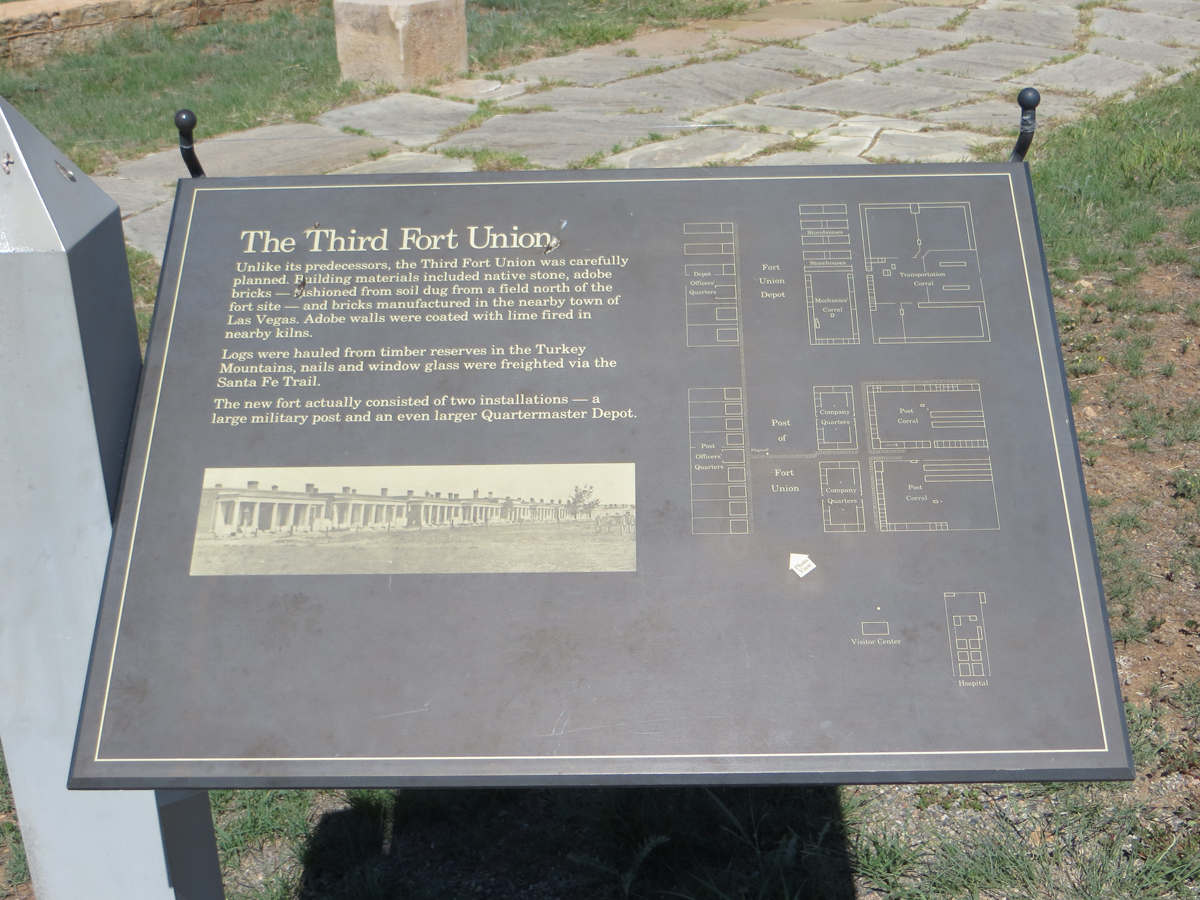 The Third Fort Union
Unlike its predecessors, the Third Fort Union was carefully
planned. Building materials included native stone, adobe
bricks — fashioned from soil dug from a field north of the
fort site — and bricks manufactured in the nearby town of
Las Vegas. Adobe walls were coated with lime fired in
nearby kilns.
Logs were hauled from timber reserves in the Turkey
Mountains, nails and window glass were freighted via the
Santa Fe Trail.
The new fort actually consisted of two installations — a
large military post and an even larger Quartermaster Depot.
Depot
Officers'
Quarters
Fort
Union
Depot
Storehouses
Storehouses
Mechanics'
Corral
Transportation
Corral
Post
Officers'
Quarters
Post
of
Flagstaff
Fort
Union
Company
Quarters
Company
Quarters
Post
Corral
Post
Corral
Photo
View
Visitor Center
Hospital